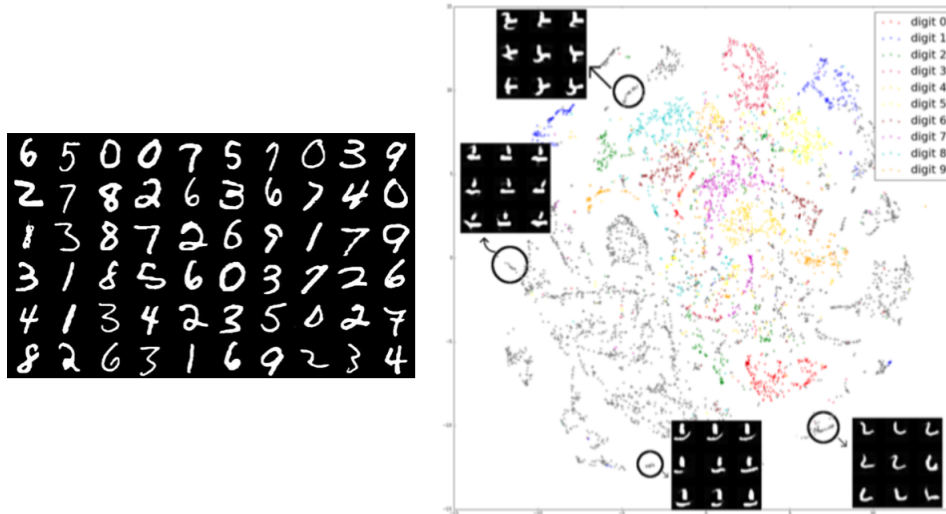 6 5 0 0 7 5 7 0 3 9
2 7 8 2 6 3 6 7 4 0
1 3 8 7 2 6 9 1 7 9
3 1 8 5 6 0 3 7 2 6
4 1 3 4 2 3 5 0 2 7
8 2 6 3 1 6 9 2 3 4
digit 0
digit 1
digit 2
digit 3
digit 4
digit 5
digit 6
digit 7
digit 8
digit 9